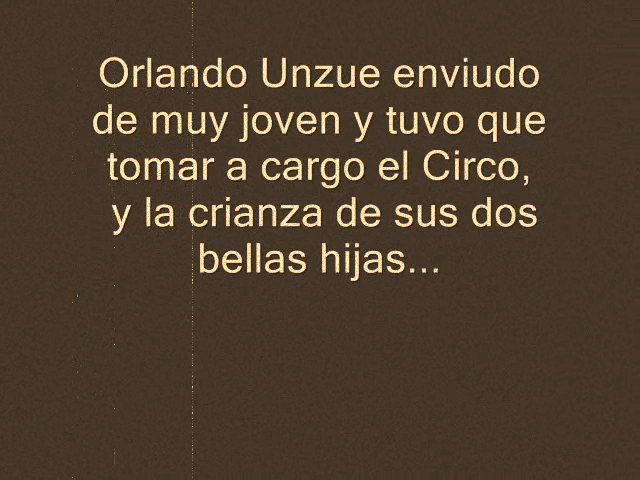 Orlando Unzue enviudo
de muy joven y tuvo que
tomar a cargo el Circo,
y la crianza de sus dos
bellas hijas...